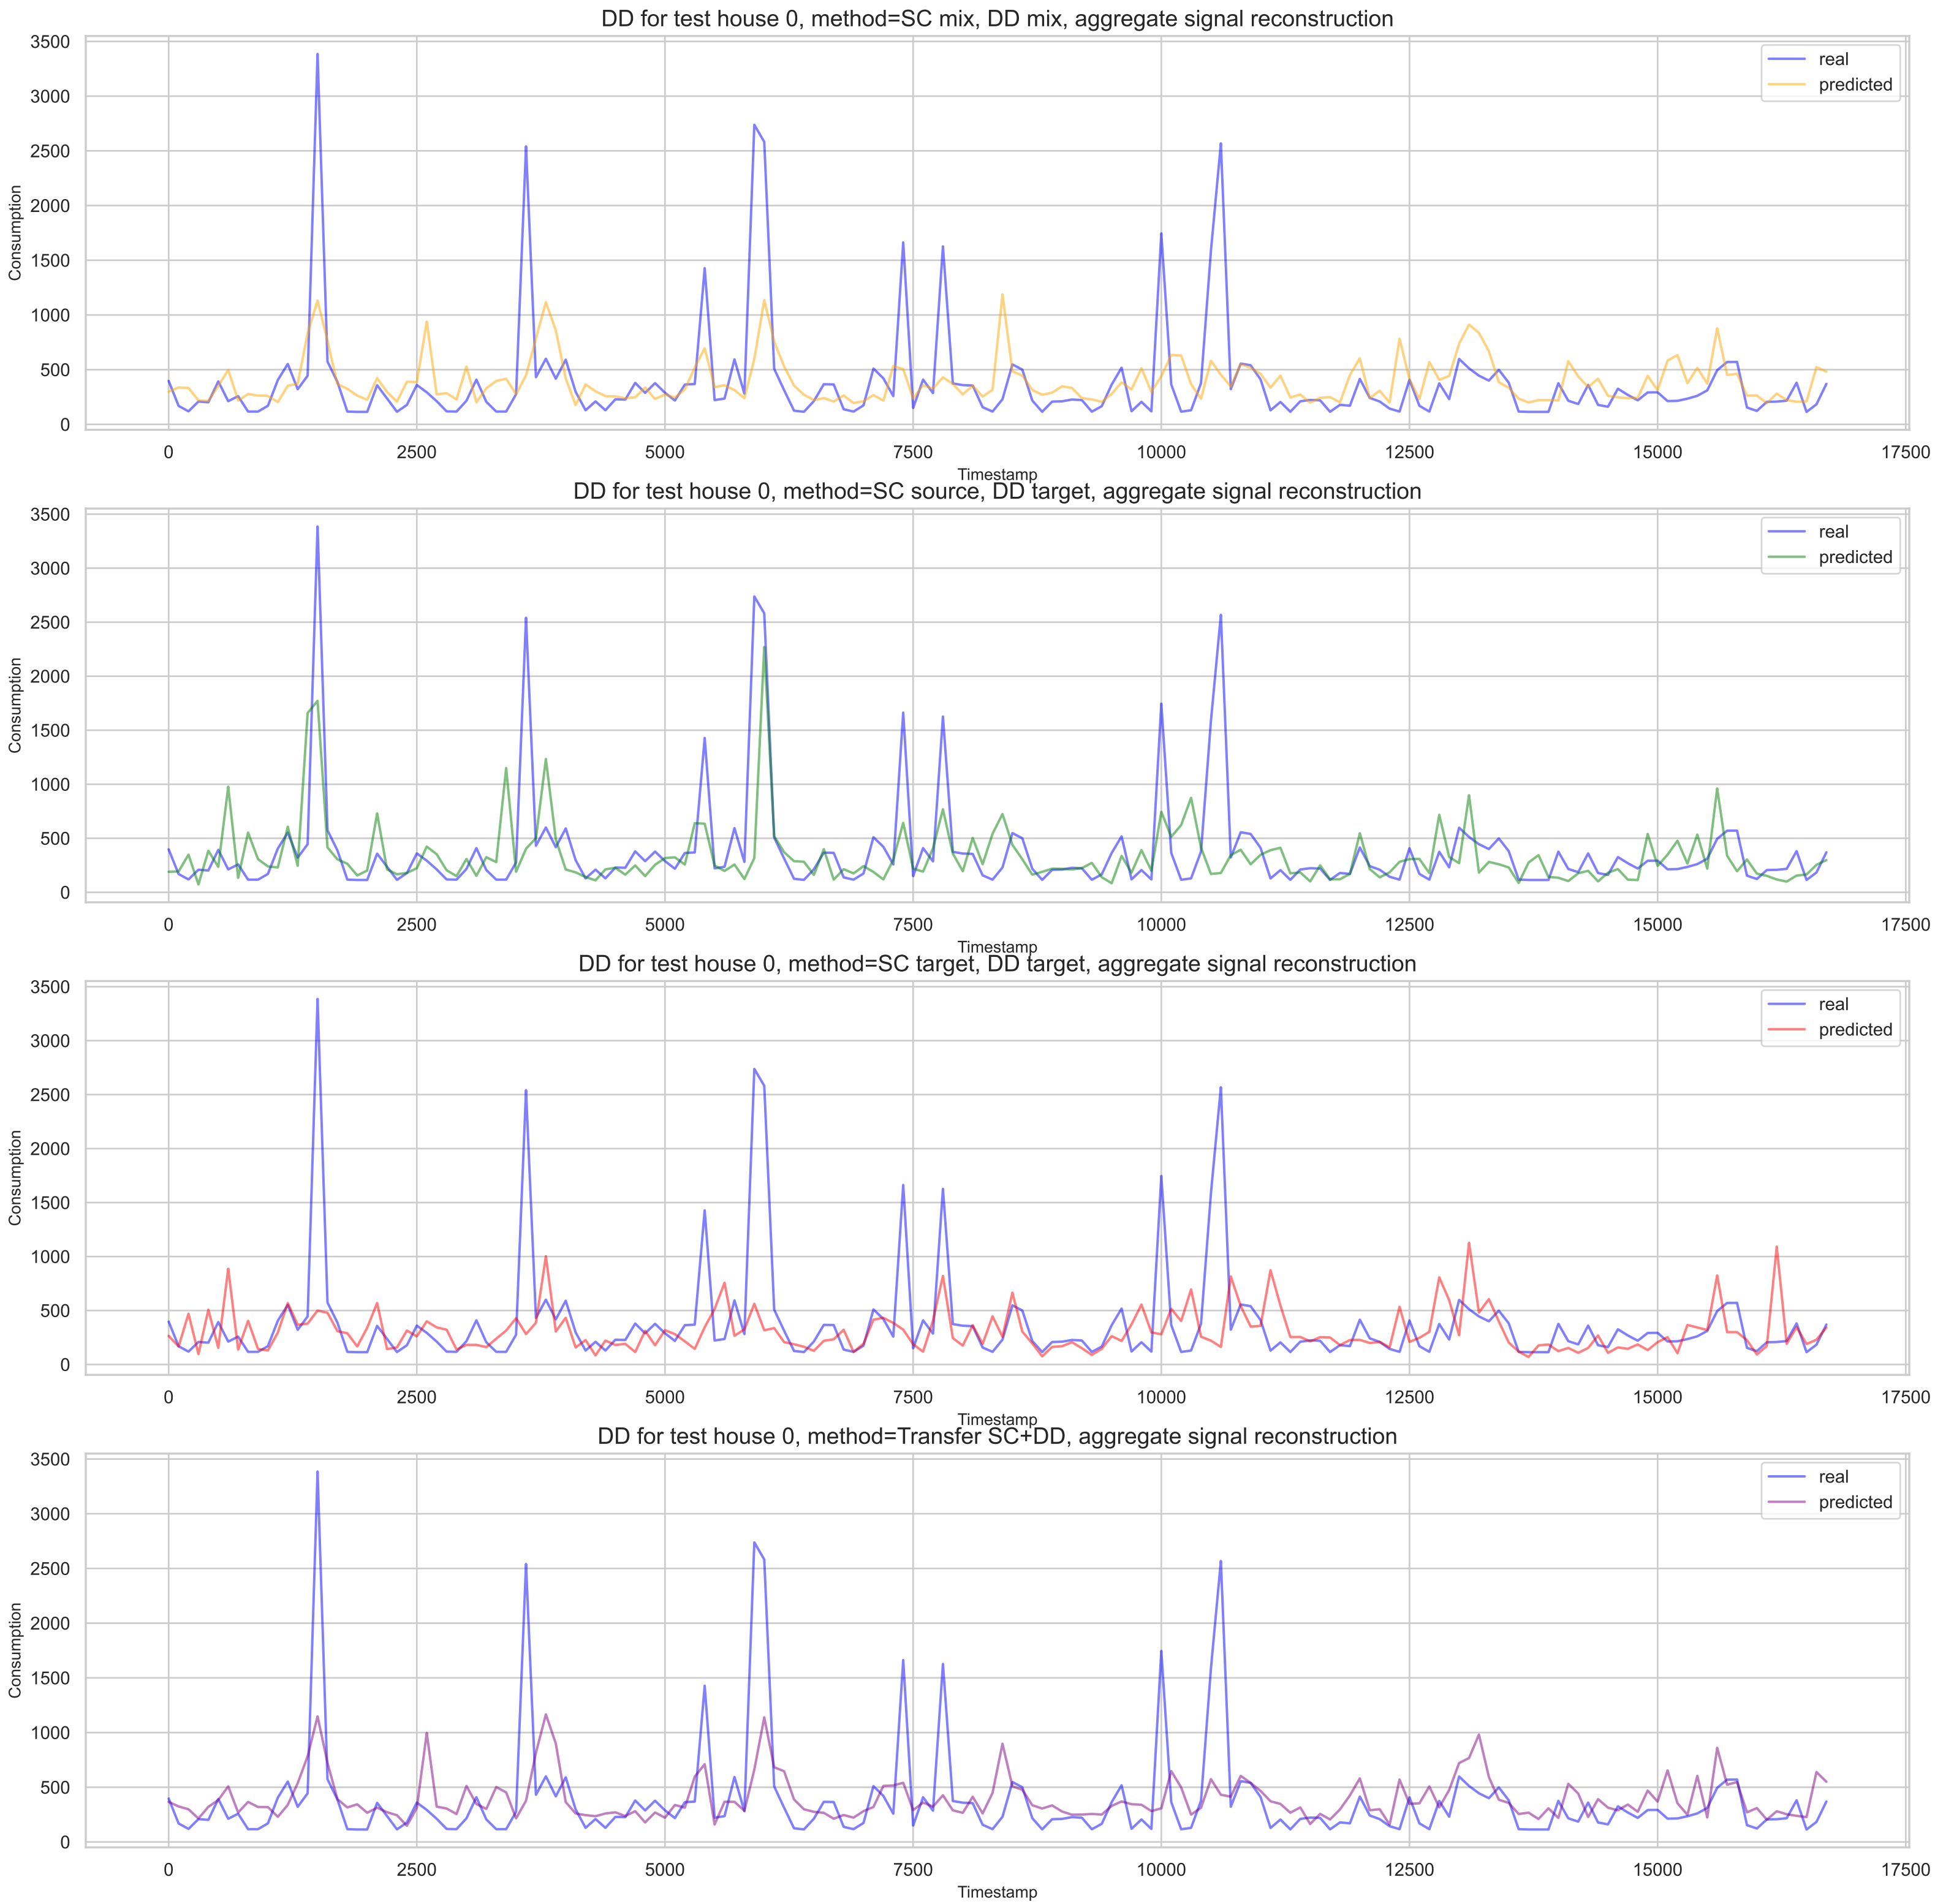 DD for test house 0, method=SC mix, DD mix, aggregate signal reconstruction
3500
3000
2500
2000
1500
1000
500
0
Consumption
real
predicted
0 2500 5000 7500 10000 12500 15000 17500
Timestamp
DD for test house 0, method=SC source, DD target, aggregate signal reconstruction
3500
3000
2500
2000
1500
1000
500
0
Consumption
real
predicted
0 2500 5000 7500 10000 12500 15000 17500
Timestamp
DD for test house 0, method=SC target, DD target, aggregate signal reconstruction
3500
3000
2500
2000
1500
1000
500
0
Consumption
real
predicted
0 2500 5000 7500 10000 12500 15000 17500
Timestamp
DD for test house 0, method=Transfer SC+DD, aggregate signal reconstruction
3500
3000
2500
2000
1500
1000
500
0
Consumption
real
predicted
0 2500 5000 7500 10000 12500 15000 17500
Timestamp